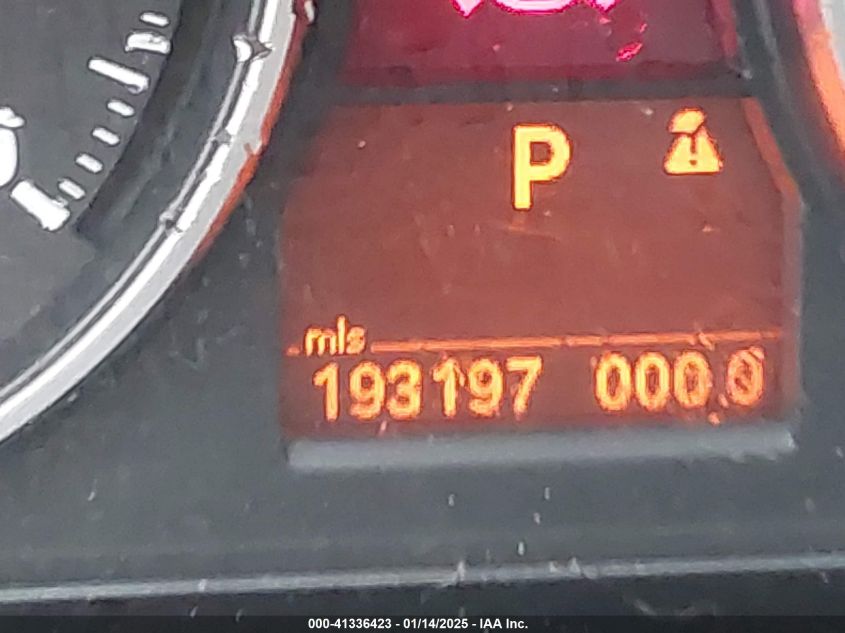 P
mls
193197 000.0
000-41336423 - 01/14/2025 - IAA Inc.